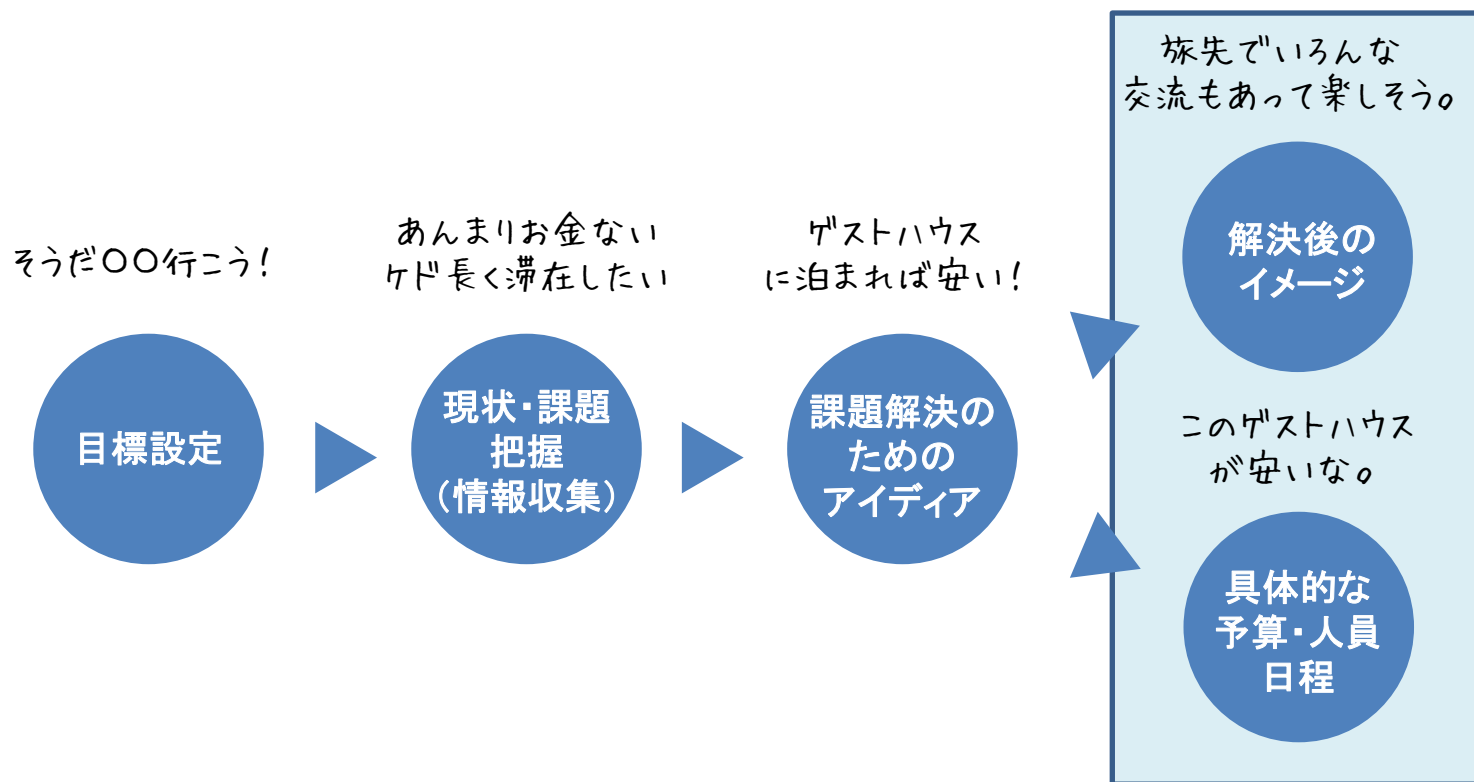 そうだ〇〇行こう！
目標設定
あんまりお金ない
ケド長く滞在したい
現状・課題
把握
（情報収集）
ゲストハウス
に泊まれば安い！
課題解決の
ための
アイディア
旅先でいろんな
交流もあって楽しそう。
解決後の
イメージ
このゲストハウス
が安いな。
具体的な
予算・人員
日程